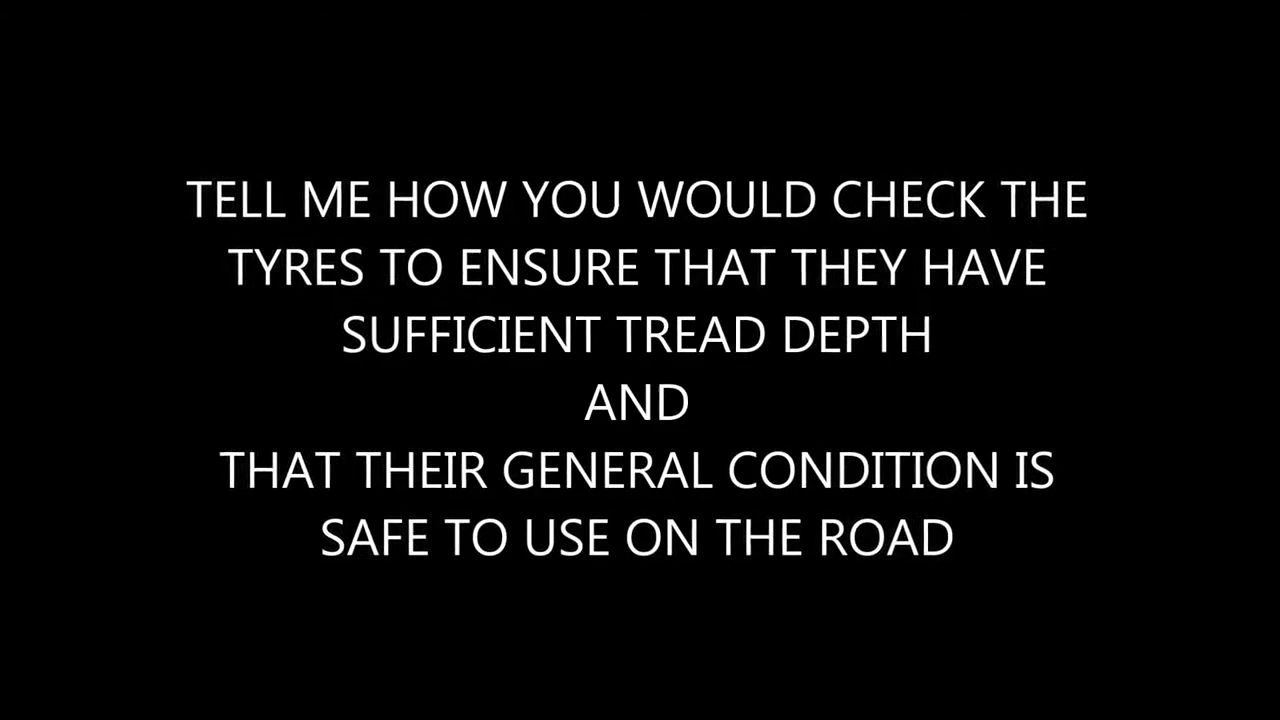 TELL ME HOW YOU WOULD CHECK THE
TYRES TO ENSURE THAT THEY HAVE
SUFFICIENT TREAD DEPTH
AND
THAT THEIR GENERAL CONDITION IS
SAFE TO USE ON THE ROAD